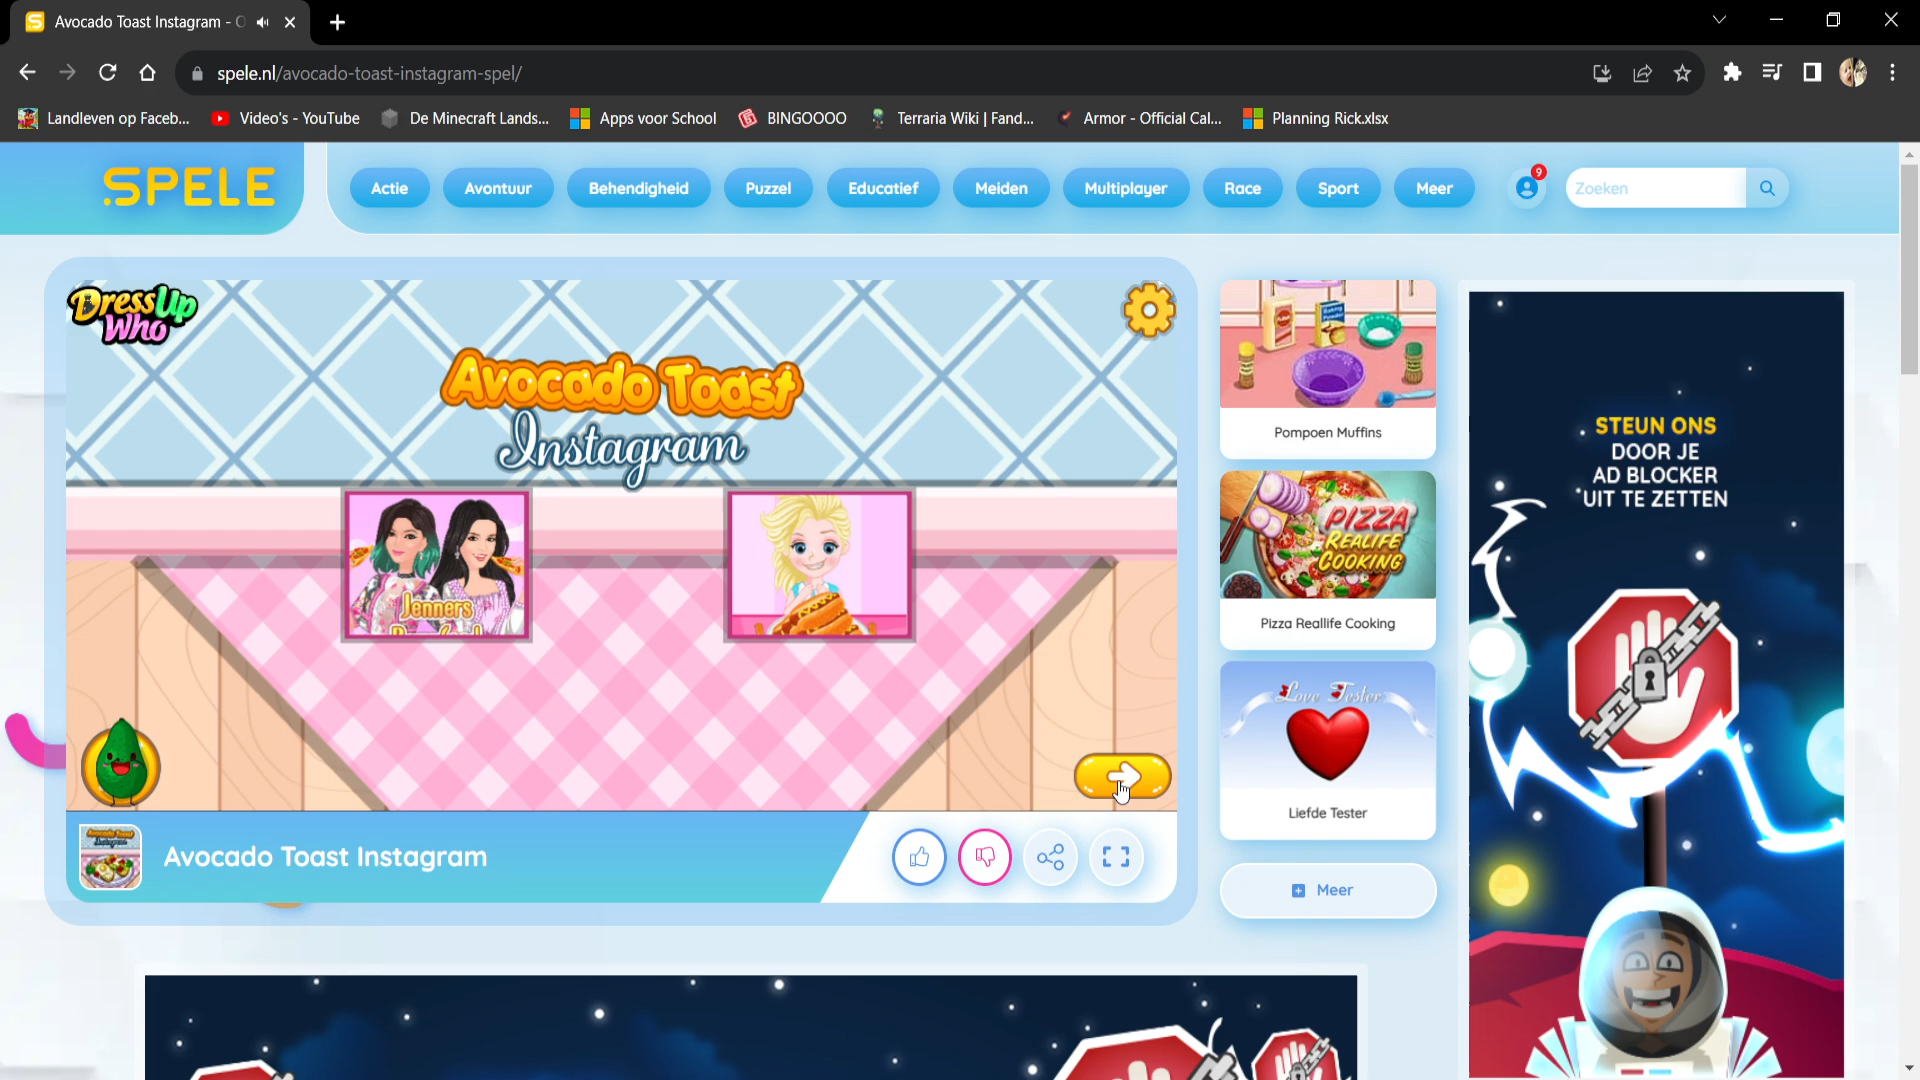 Avocado Toast Instagram -
spele.nl/avocado-toast-instagram-spel/
Landleven op Faceb...
Video's - YouTube
De Minecraft Lands...
Apps voor School
BINGOOOO
Terraria Wiki | Fand...
Armor - Official Cal...
Planning Rick.xlsx
.SPELE
Actie
Avontuur
Behendigheid
Puzzel
Educatief
Meiden
Multiplayer
Race
Sport
Meer
9
Zoeken
DressUp
Who
Avocado Toast
Instagram
Jenners
Avocado Toast Instagram
Pompoen Muffins
PIZZA
REALIFE
COOKING
Pizza Reallife Cooking
Love Tester
Liefde Tester
Meer
STEUN ONS
DOOR JE
AD BLOCKER
UIT TE ZETTEN